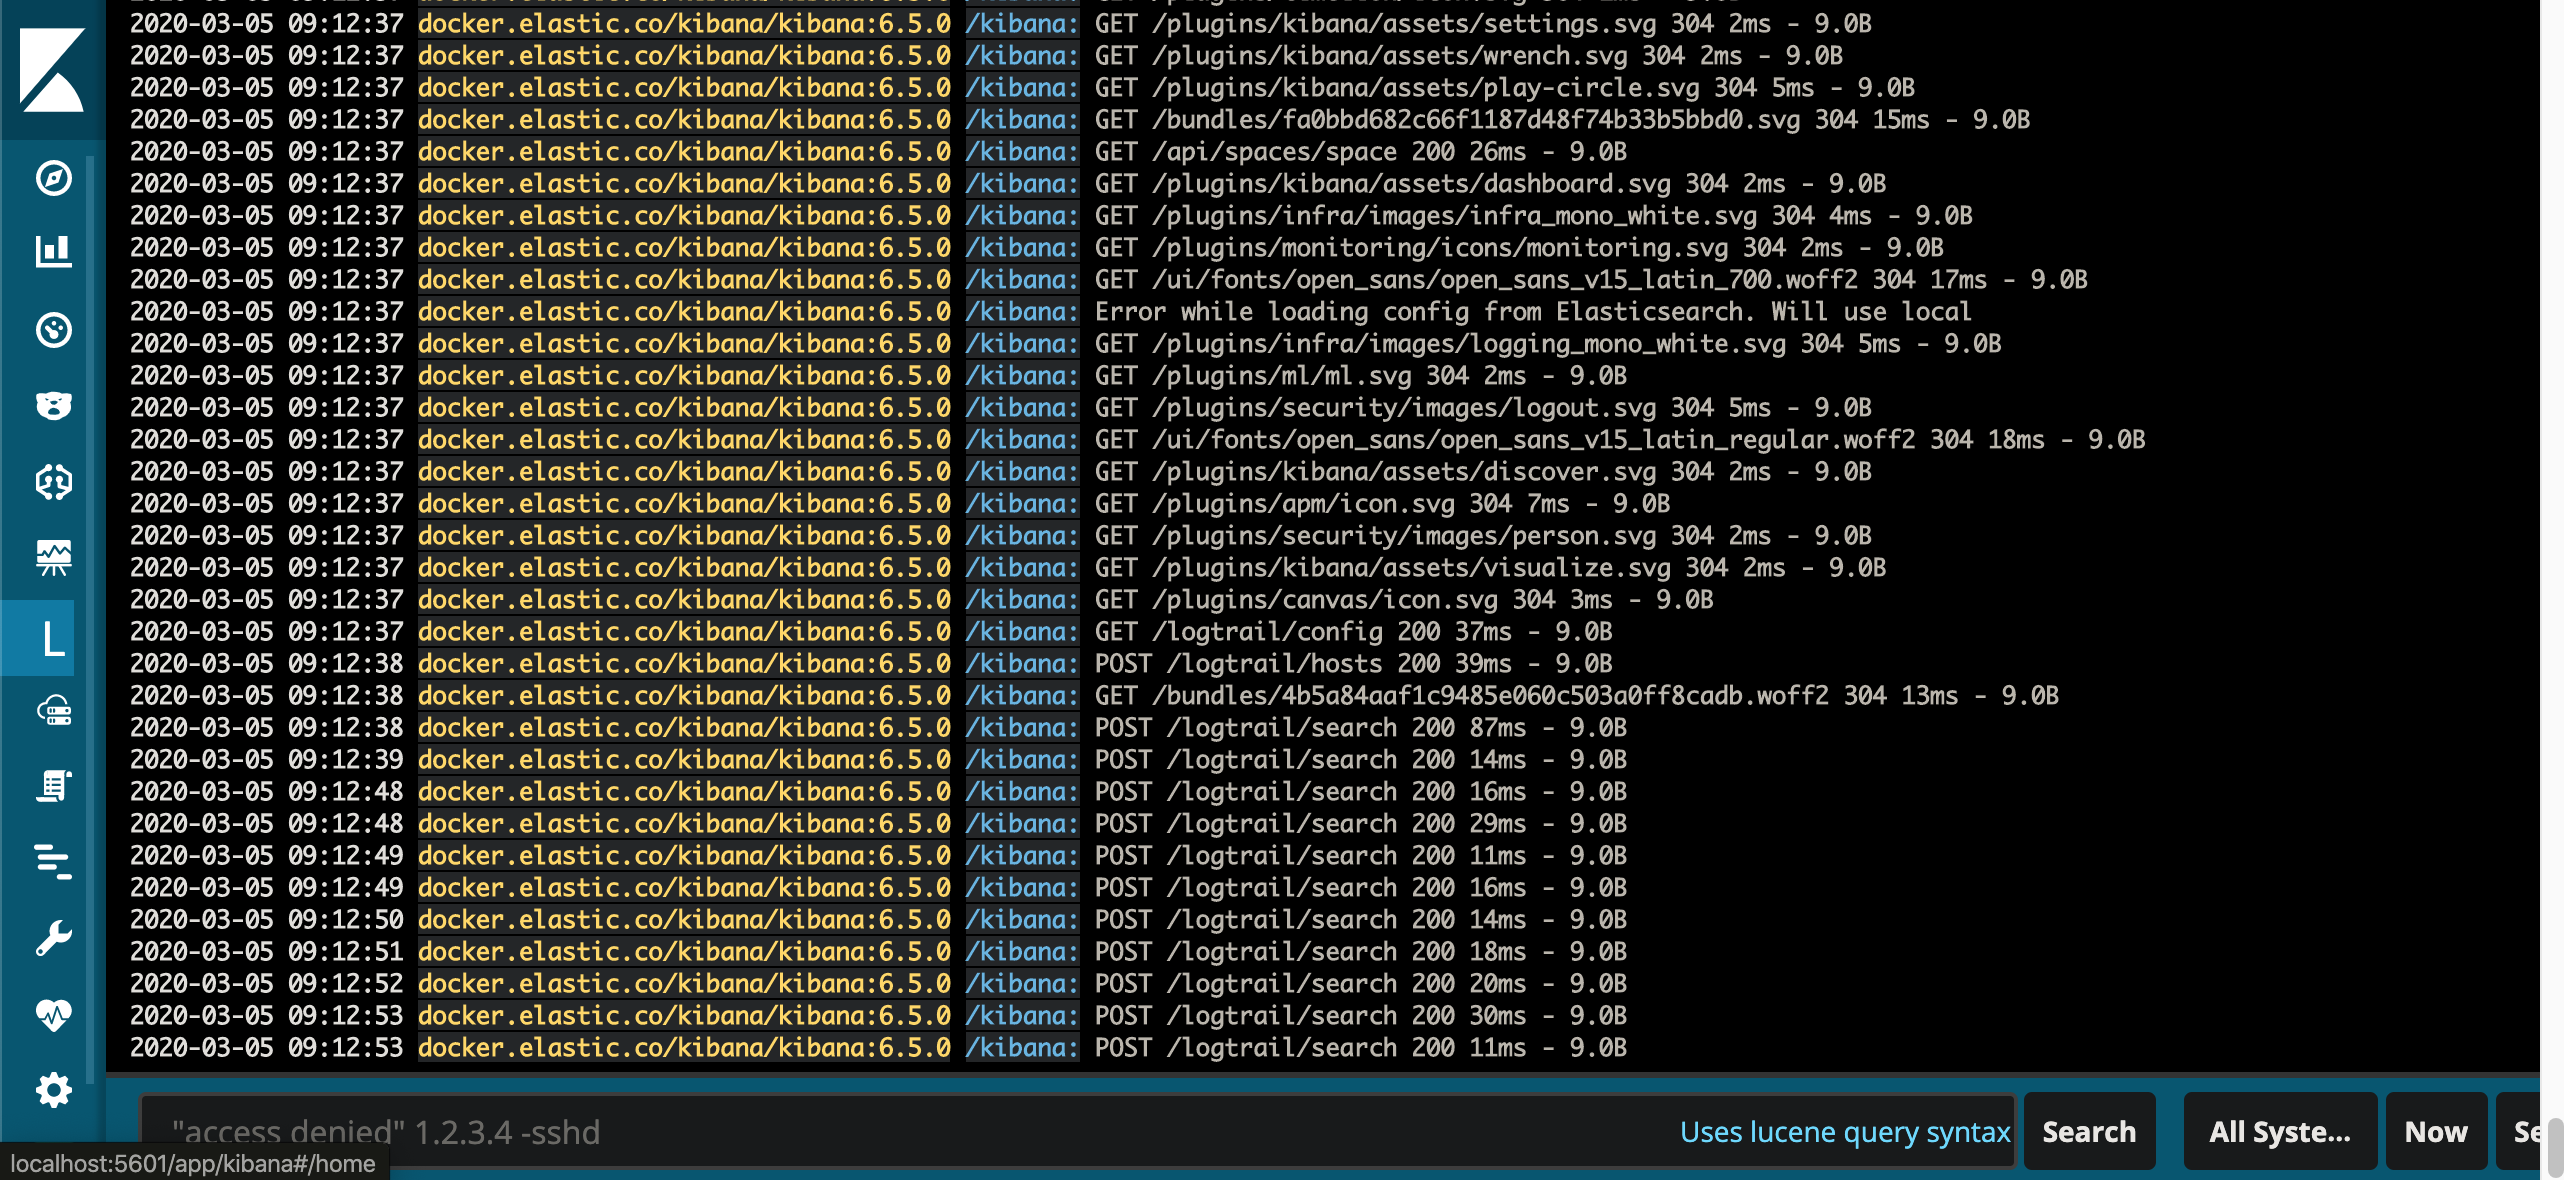 2020-03-05 09:12:37 docker.elastic.co/kibana/kibana:6.5.0 /kibana: GET /plugins/kibana/assets/settings.svg 304 2ms - 9.0B
2020-03-05 09:12:37 docker.elastic.co/kibana/kibana:6.5.0 /kibana: GET /plugins/kibana/assets/wrench.svg 304 2ms - 9.0B
2020-03-05 09:12:37 docker.elastic.co/kibana/kibana:6.5.0 /kibana: GET /plugins/kibana/assets/play-circle.svg 304 5ms - 9.0B
2020-03-05 09:12:37 docker.elastic.co/kibana/kibana:6.5.0 /kibana: GET /bundles/fa0bbd682c66f1187d48f74b33b5bbd0.svg 304 15ms - 9.0B
2020-03-05 09:12:37 docker.elastic.co/kibana/kibana:6.5.0 /kibana: GET /api/spaces/space 200 26ms - 9.0B
2020-03-05 09:12:37 docker.elastic.co/kibana/kibana:6.5.0 /kibana: GET /plugins/kibana/assets/dashboard.svg 304 2ms - 9.0B
2020-03-05 09:12:37 docker.elastic.co/kibana/kibana:6.5.0 /kibana: GET /plugins/infra/images/infra_mono_white.svg 304 4ms - 9.0B
2020-03-05 09:12:37 docker.elastic.co/kibana/kibana:6.5.0 /kibana: GET /plugins/monitoring/icons/monitoring.svg 304 2ms - 9.0B
2020-03-05 09:12:37 docker.elastic.co/kibana/kibana:6.5.0 /kibana: GET /ui/fonts/open_sans/open_sans_v15_latin_700.woff2 304 17ms - 9.0B
2020-03-05 09:12:37 docker.elastic.co/kibana/kibana:6.5.0 /kibana: Error while loading config from Elasticsearch. Will use local
2020-03-05 09:12:37 docker.elastic.co/kibana/kibana:6.5.0 /kibana: GET /plugins/infra/images/logging_mono_white.svg 304 5ms - 9.0B
2020-03-05 09:12:37 docker.elastic.co/kibana/kibana:6.5.0 /kibana: GET /plugins/ml/ml.svg 304 2ms - 9.0B
2020-03-05 09:12:37 docker.elastic.co/kibana/kibana:6.5.0 /kibana: GET /plugins/security/images/logout.svg 304 5ms - 9.0B
2020-03-05 09:12:37 docker.elastic.co/kibana/kibana:6.5.0 /kibana: GET /ui/fonts/open_sans/open_sans_v15_latin_regular.woff2 304 18ms - 9.0B
2020-03-05 09:12:37 docker.elastic.co/kibana/kibana:6.5.0 /kibana: GET /plugins/kibana/assets/discover.svg 304 2ms - 9.0B
2020-03-05 09:12:37 docker.elastic.co/kibana/kibana:6.5.0 /kibana: GET /plugins/apm/icon.svg 304 7ms - 9.0B
2020-03-05 09:12:37 docker.elastic.co/kibana/kibana:6.5.0 /kibana: GET /plugins/security/images/person.svg 304 2ms - 9.0B
2020-03-05 09:12:37 docker.elastic.co/kibana/kibana:6.5.0 /kibana: GET /plugins/kibana/assets/visualize.svg 304 2ms - 9.0B
2020-03-05 09:12:37 docker.elastic.co/kibana/kibana:6.5.0 /kibana: GET /plugins/canvas/icon.svg 304 3ms - 9.0B
2020-03-05 09:12:37 docker.elastic.co/kibana/kibana:6.5.0 /kibana: GET /logtrail/config 200 37ms - 9.0B
2020-03-05 09:12:38 docker.elastic.co/kibana/kibana:6.5.0 /kibana: POST /logtrail/hosts 200 39ms - 9.0B
2020-03-05 09:12:38 docker.elastic.co/kibana/kibana:6.5.0 /kibana: GET /bundles/4b5a84aaf1c9485e060c503a0ff8cadb.woff2 304 13ms - 9.0B
2020-03-05 09:12:38 docker.elastic.co/kibana/kibana:6.5.0 /kibana: POST /logtrail/search 200 87ms - 9.0B
2020-03-05 09:12:39 docker.elastic.co/kibana/kibana:6.5.0 /kibana: POST /logtrail/search 200 14ms - 9.0B
2020-03-05 09:12:48 docker.elastic.co/kibana/kibana:6.5.0 /kibana: POST /logtrail/search 200 16ms - 9.0B
2020-03-05 09:12:48 docker.elastic.co/kibana/kibana:6.5.0 /kibana: POST /logtrail/search 200 29ms - 9.0B
2020-03-05 09:12:49 docker.elastic.co/kibana/kibana:6.5.0 /kibana: POST /logtrail/search 200 11ms - 9.0B
2020-03-05 09:12:49 docker.elastic.co/kibana/kibana:6.5.0 /kibana: POST /logtrail/search 200 16ms - 9.0B
2020-03-05 09:12:50 docker.elastic.co/kibana/kibana:6.5.0 /kibana: POST /logtrail/search 200 14ms - 9.0B
2020-03-05 09:12:51 docker.elastic.co/kibana/kibana:6.5.0 /kibana: POST /logtrail/search 200 18ms - 9.0B
2020-03-05 09:12:52 docker.elastic.co/kibana/kibana:6.5.0 /kibana: POST /logtrail/search 200 20ms - 9.0B
2020-03-05 09:12:53 docker.elastic.co/kibana/kibana:6.5.0 /kibana: POST /logtrail/search 200 30ms - 9.0B
2020-03-05 09:12:53 docker.elastic.co/kibana/kibana:6.5.0 /kibana: POST /logtrail/search 200 11ms - 9.0B
L
"access denied" 1.2.3.4 -sshd Uses lucene query syntax Search All Syste... Now Se
localhost:5601/app/kibana#/home